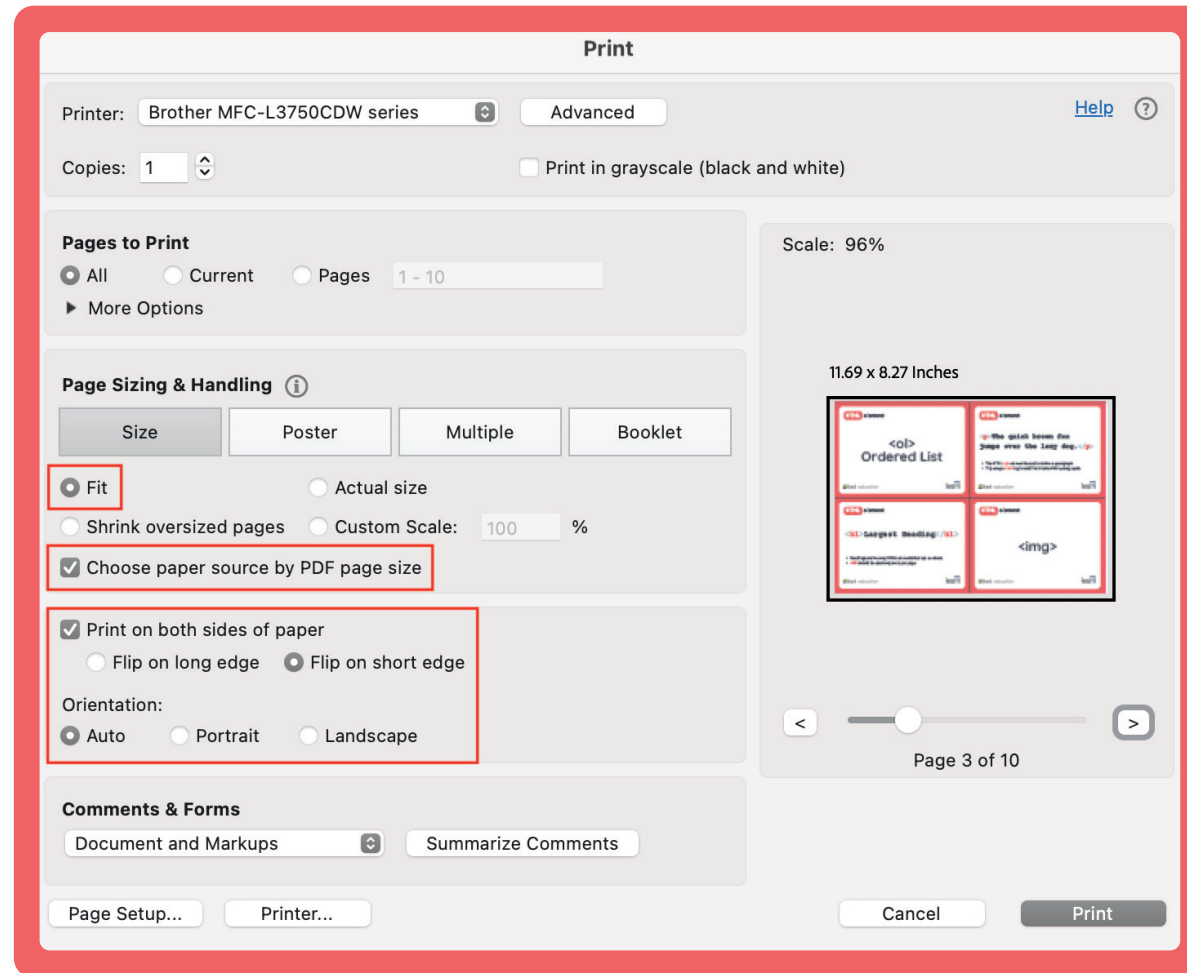 Print
Printer: Brother MFC-L3750CDW series Advanced Help ?
Copies: 1 Print in grayscale (black and white)
Pages to Print
All Current Pages 1 - 10
More Options
Page Sizing & Handling i
Size Poster Multiple Booklet
Fit Actual size
Shrink oversized pages Custom Scale: 100 %
Choose paper source by PDF page size
Print on both sides of paper
Flip on long edge Flip on short edge
Orientation:
Auto Portrait Landscape
Comments & Forms
Document and Markups Summarize Comments
Page Setup... Printer...
Scale: 96%
11.69 x 8.27 Inches
element
<ol>
Ordered List
element
<p>The quick brown fox
jumps over the lazy dog.</p>
element
<h1>Largest Heading</h1>
element
<img>
< >
Page 3 of 10
Cancel Print